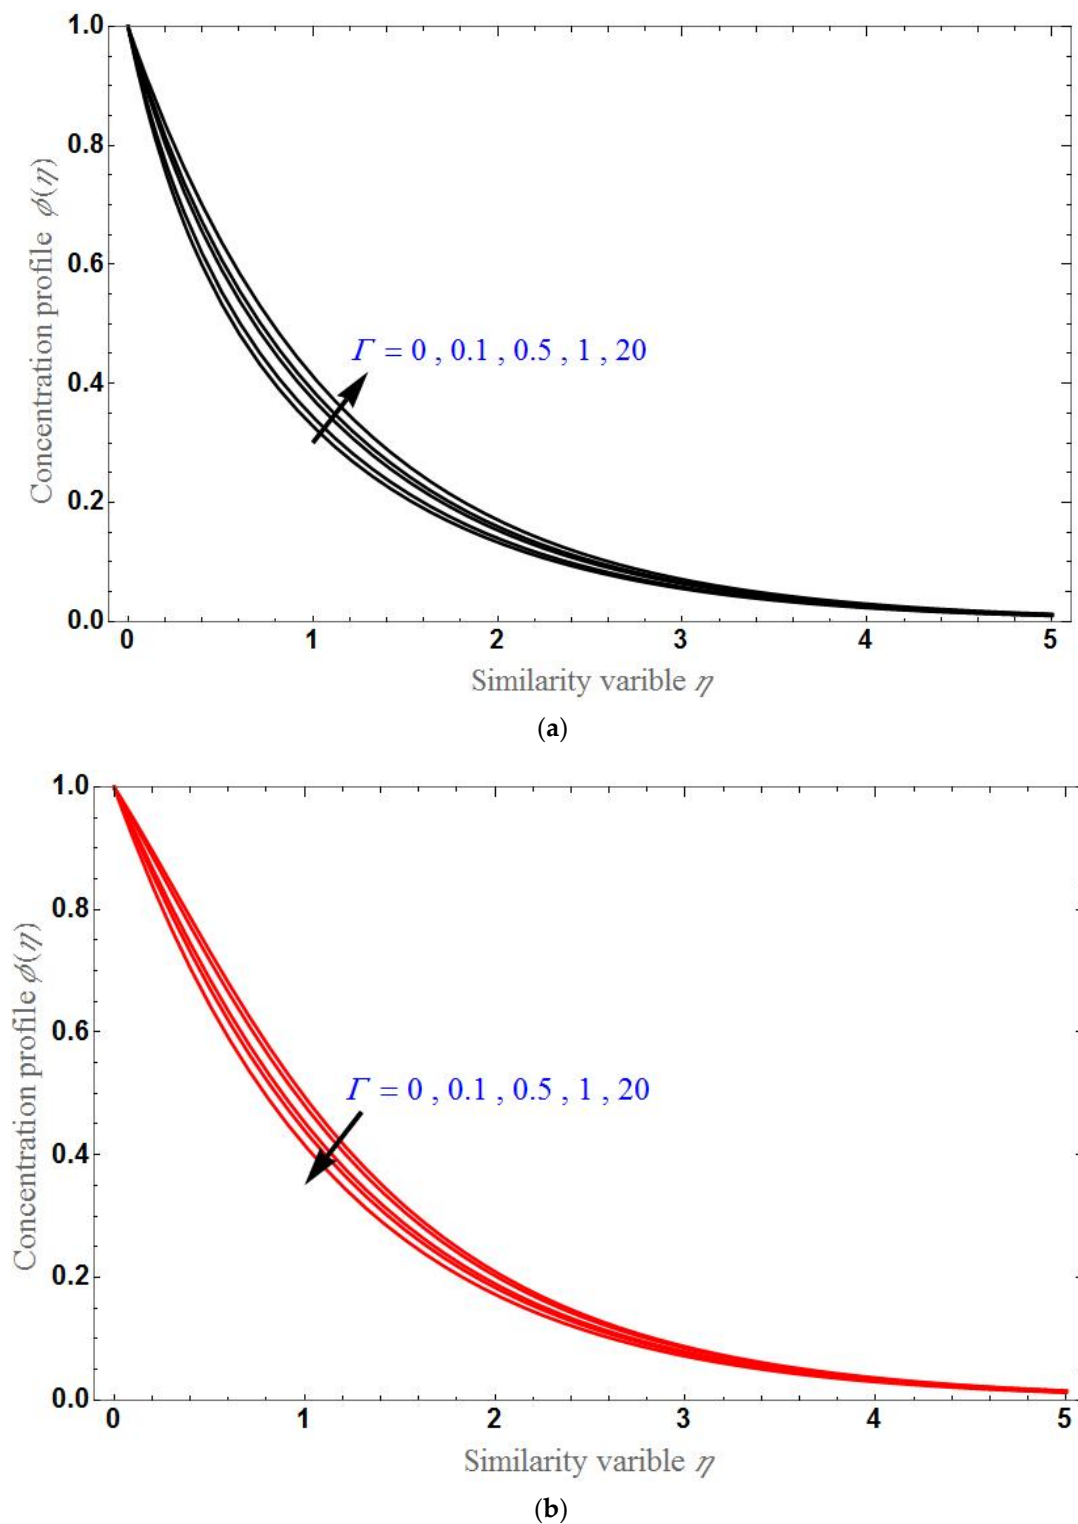 1.0
0.8
0.6
0.4
0.2
0.0
Concentration profile ϕ(η)
Γ = 0 , 0.1 , 0.5 , 1 , 20
0 1 2 3 4 5
Similarity varible η
(a)
1.0
0.8
0.6
0.4
0.2
0.0
Concentration profile ϕ(η)
Γ = 0 , 0.1 , 0.5 , 1 , 20
0 1 2 3 4 5
Similarity varible η
(b)